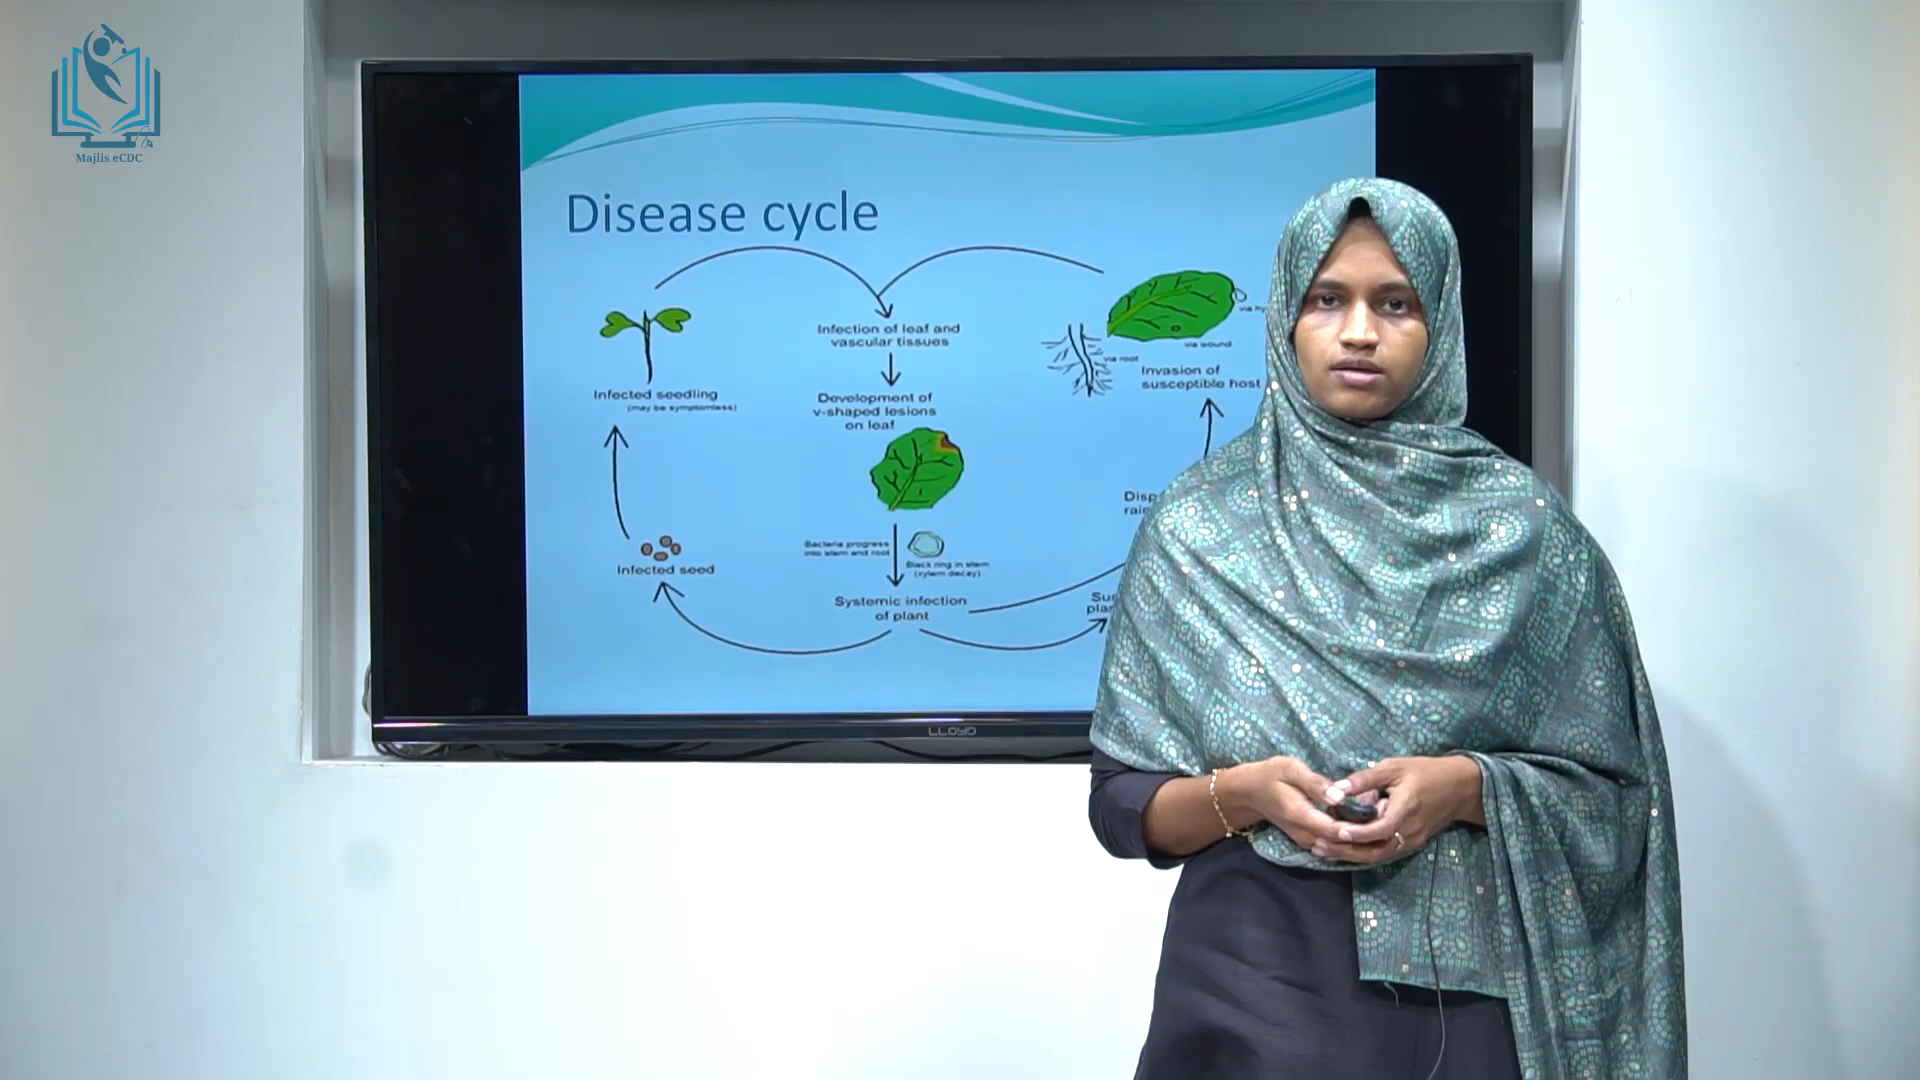 Majlis eCDC
Disease cycle
Infection of leaf and
vascular tissues
via wound
via root
Invasion of
susceptible host
Infected seedling
(may be symptomless)
Development of
v-shaped lesions
on leaf
Bacteria progress
into stem and root
Black ring in stem
(xylem decay)
Infected seed
Systemic infection
of plant
LLOYD